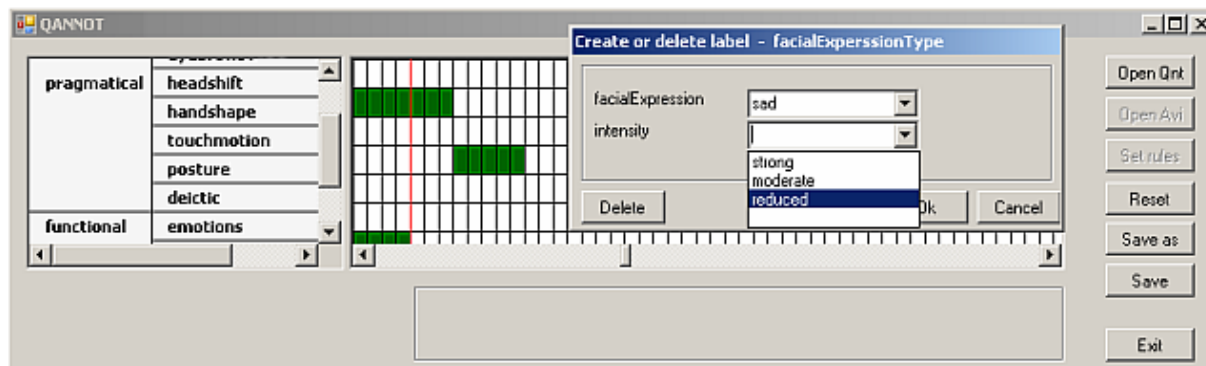 QANNOT
pragmatical
headshift
handshape
touchmotion
posture
deictic
functional
emotions
Create or delete label - facialExperssionType
facialExpression
sad
intensity
strong
moderate
reduced
Delete
Cancel
Open Qnt
Open Avi
Set rules
Reset
Save as
Save
Exit